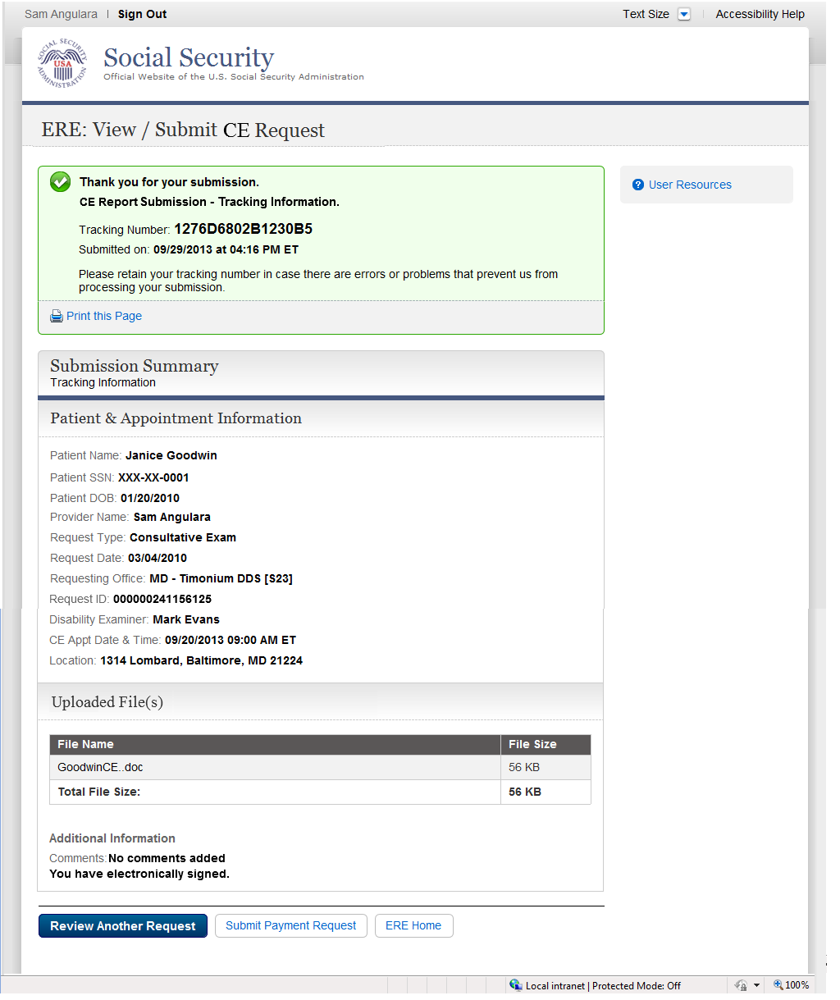 Sam Angulara | Sign Out
Text Size
Accessibility Help
SOCIAL SECURITY ADMINISTRATION
USA
Social Security
Official Website of the U.S. Social Security Administration
ERE: View / Submit CE Request
Thank you for your submission.
CE Report Submission - Tracking Information.
Tracking Number: 1276D6802B1230B5
Submitted on: 09/29/2013 at 04:16 PM ET
Please retain your tracking number in case there are errors or problems that prevent us from
processing your submission.
Print this Page
User Resources
Submission Summary
Tracking Information
Patient & Appointment Information
Patient Name: Janice Goodwin
Patient SSN: XXX-XX-0001
Patient DOB: 01/20/2010
Provider Name: Sam Angulara
Request Type: Consultative Exam
Request Date: 03/04/2010
Requesting Office: MD - Timonium DDS [S23]
Request ID: 000000241156125
Disability Examiner: Mark Evans
CE Appt Date & Time: 09/20/2013 09:00 AM ET
Location: 1314 Lombard, Baltimore, MD 21224
Uploaded File(s)
File Name File Size
GoodwinCE..doc 56 KB
Total File Size: 56 KB
Additional Information
Comments: No comments added
You have electronically signed.
Review Another Request
Submit Payment Request
ERE Home
Local intranet | Protected Mode: Off
100%